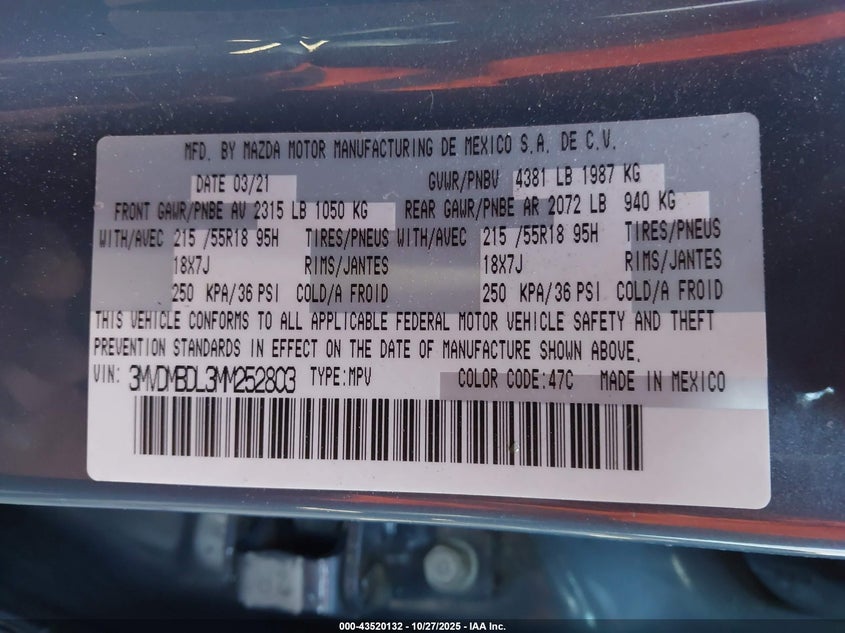 MFD. BY MAZDA MOTOR MANUFACTURING DE MEXICO S.A. DE C.V.
DATE 03/21 GVWR/PNBV 4381 LB 1987 KG
FRONT GAWR/PNBE AV 2315 LB 1050 KG REAR GAWR/PNBE AR 2072 LB 940 KG
WITH/AVEC 215 /55R18 95H TIRES/PNEUS WITH/AVEC 215 /55R18 95H TIRES/PNEUS
18X7J RIMS/JANTES 18X7J RIMS/JANTES
250 KPA/36 PSI COLD/A FROID 250 KPA/36 PSI COLD/A FROID
THIS VEHICLE CONFORMS TO ALL APPLICABLE FEDERAL MOTOR VEHICLE SAFETY AND THEFT
PREVENTION STANDARDS IN EFFECT ON THE DATE OF MANUFACTURE SHOWN ABOVE.
VIN: 3MVDMBDL3MM252803 TYPE:MPV COLOR CODE:47C MADE IN MEXICO
000-43520132 - 10/27/2025 - IAA Inc.